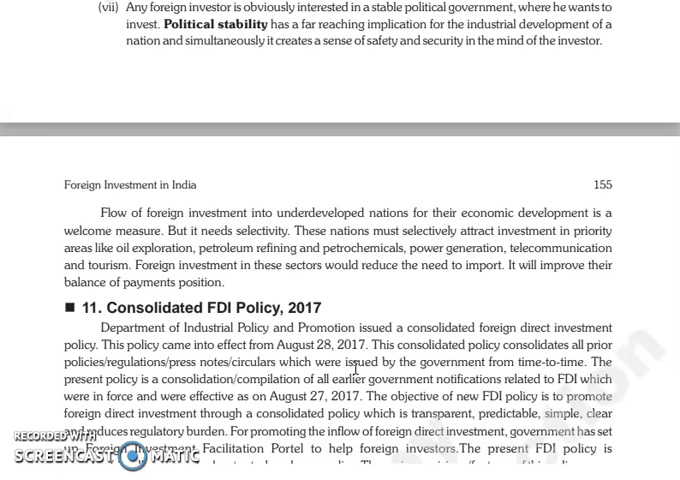 (vii) Any foreign investor is obviously interested in a stable political government, where he wants to
invest. Political stability has a far reaching implication for the industrial development of a
nation and simultaneously it creates a sense of safety and security in the mind of the investor.
Foreign Investment in India 155
Flow of foreign investment into underdeveloped nations for their economic development is a
welcome measure. But it needs selectivity. These nations must selectively attract investment in priority
areas like oil exploration, petroleum refining and petrochemicals, power generation, telecommunication
and tourism. Foreign investment in these sectors would reduce the need to import. It will improve their
balance of payments position.
■ 11. Consolidated FDI Policy, 2017
Department of Industrial Policy and Promotion issued a consolidated foreign direct investment
policy. This policy came into effect from August 28, 2017. This consolidated policy consolidates all prior
policies/regulations/press notes/circulars which were issued by the government from time-to-time. The
present policy is a consolidation/compilation of all earlier government notifications related to FDI which
were in force and were effective as on August 27, 2017. The objective of new FDI policy is to promote
foreign direct investment through a consolidated policy which is transparent, predictable, simple, clear
and reduces regulatory burden. For promoting the inflow of foreign direct investment, government has set
up Foreign Investment Facilitation Portal to help foreign investors.The present FDI policy is
RECORDED WITH
SCREENCAST MATIC